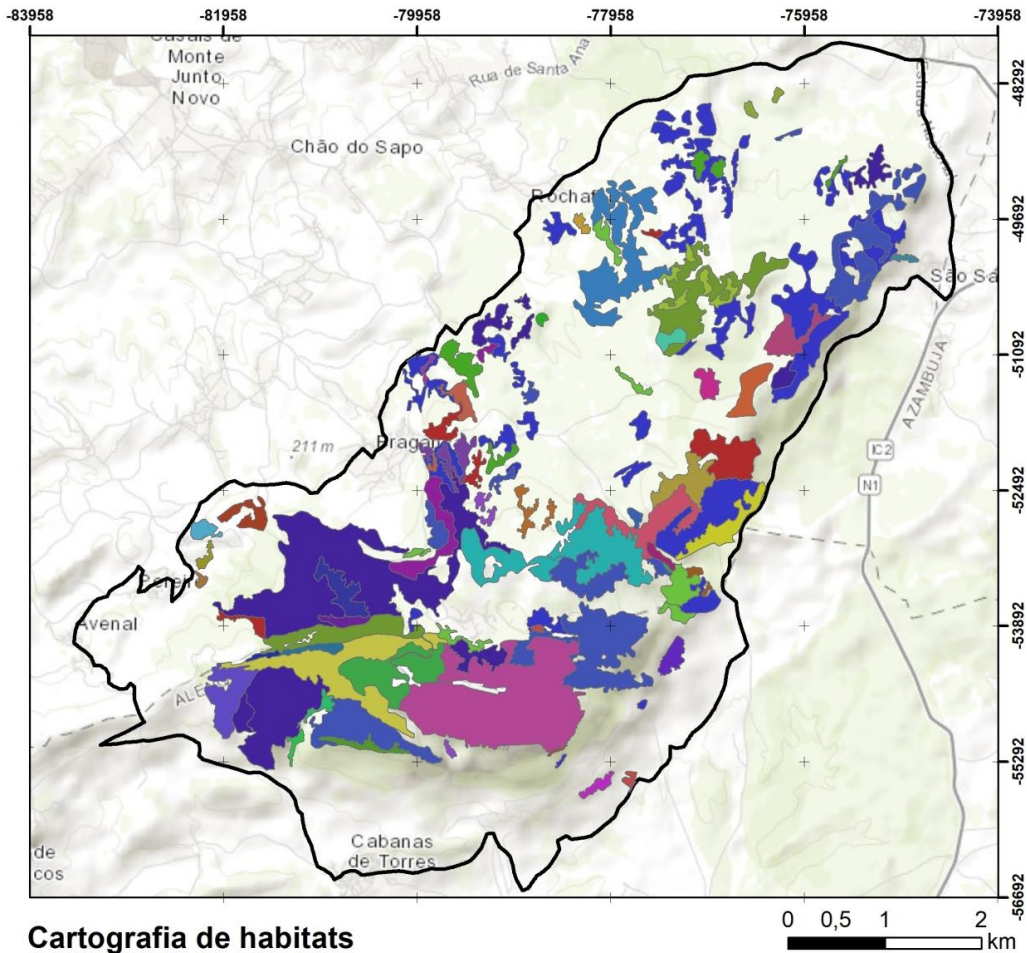 -83958 -81958 -79958 -77958 -75958 -73958
Casais de
Monte
Junto
Novo
Rua de Santa Ana
-48292
Chão do Sapo
-49692
São Sá
-51092
AZAMBUJA
211 m
IC2
N1
-52492
Avenal
-53892
-55292
Cabanas
de Torres
de
cos
-56692
Cartografia de habitats
0 0,5 1 2
km